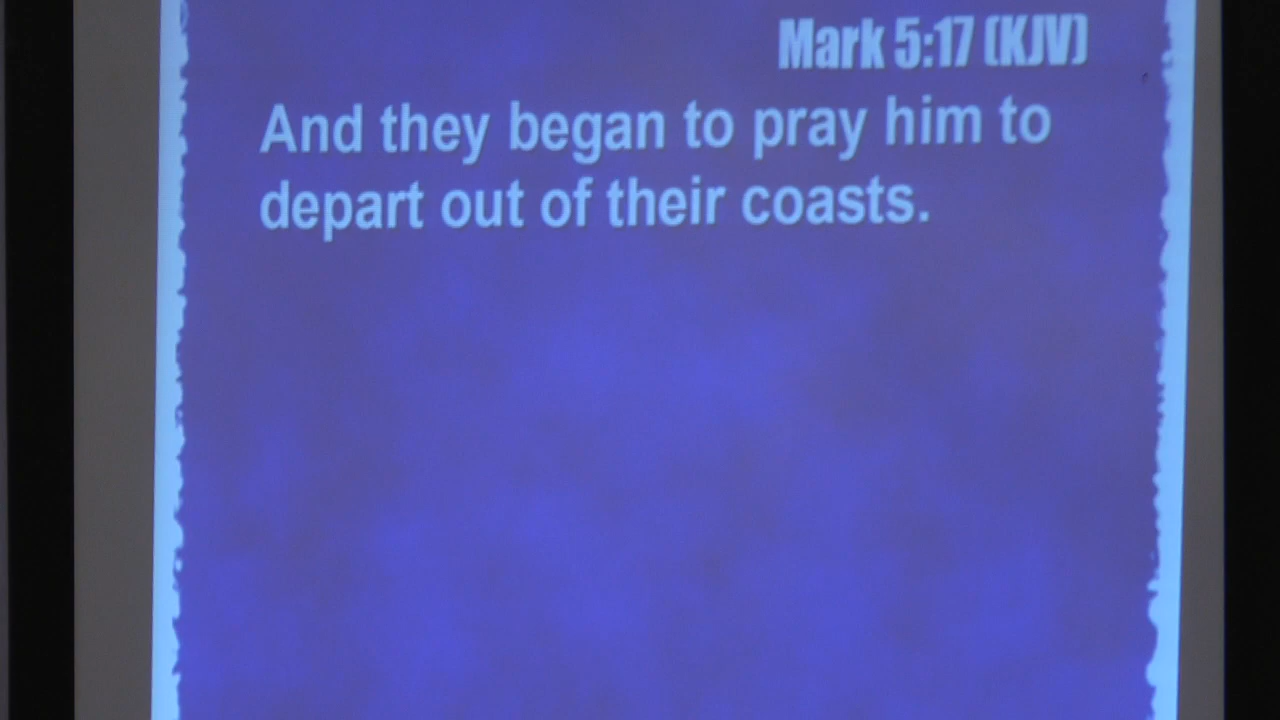 Mark 5:17 (KJV)
And they began to pray him to
depart out of their coasts.